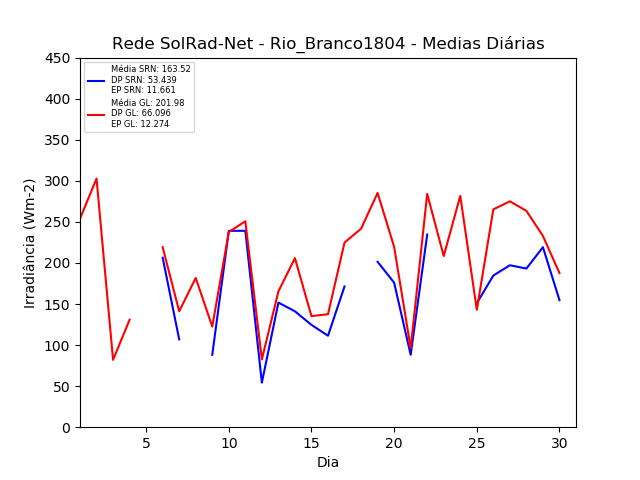 Rede SolRad-Net - Rio_Branco1804 - Medias Diárias
Média SRN: 163.52
DP SRN: 53.439
EP SRN: 11.661
Média GL: 201.98
DP GL: 66.096
EP GL: 12.274
450
400
350
300
250
200
150
100
50
0
Irradiância (Wm-2)
5
10
15
20
25
30
Dia